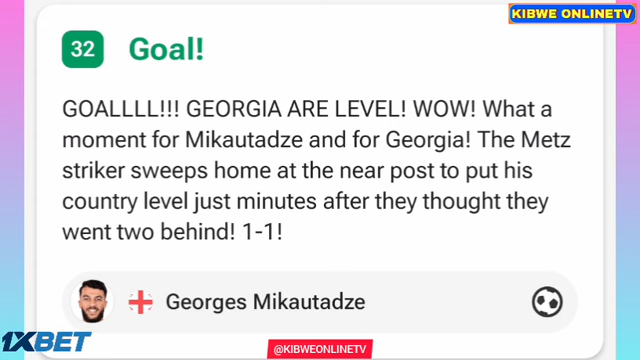 KIBWE ONLINETV
32 Goal!
GOALLLL!!! GEORGIA ARE LEVEL! WOW! What a
moment for Mikautadze and for Georgia! The Metz
striker sweeps home at the near post to put his
country level just minutes after they thought they
went two behind! 1-1!
Georges Mikautadze
1XBET
@KIBWEONLINETV